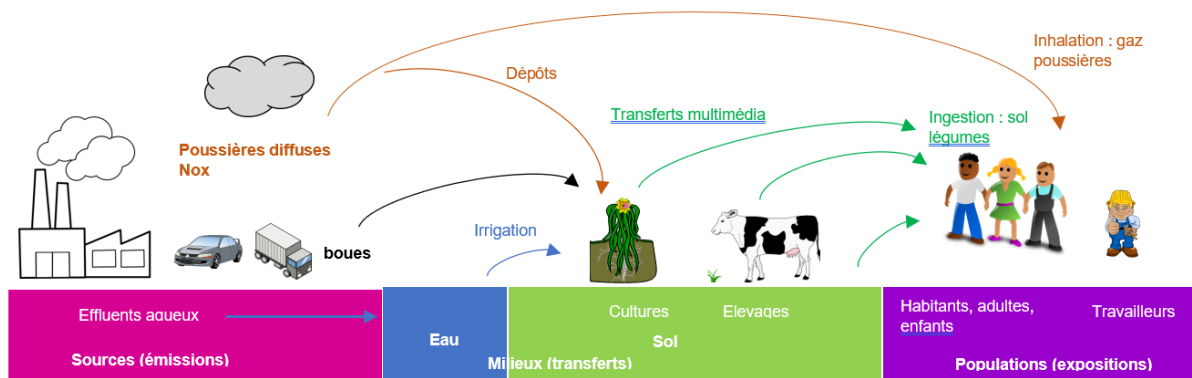 Inhalation : gaz
poussières
Dépôts
Transferts multimédia
Ingestion : sol
légumes
Poussières diffuses
Nox
Irrigation
boues
Effluents aqueux
Cultures
Elevages
Habitants, adultes,
enfants
Travailleurs
Eau
Sol
Sources (émissions)
Milieux (transferts)
Populations (expositions)